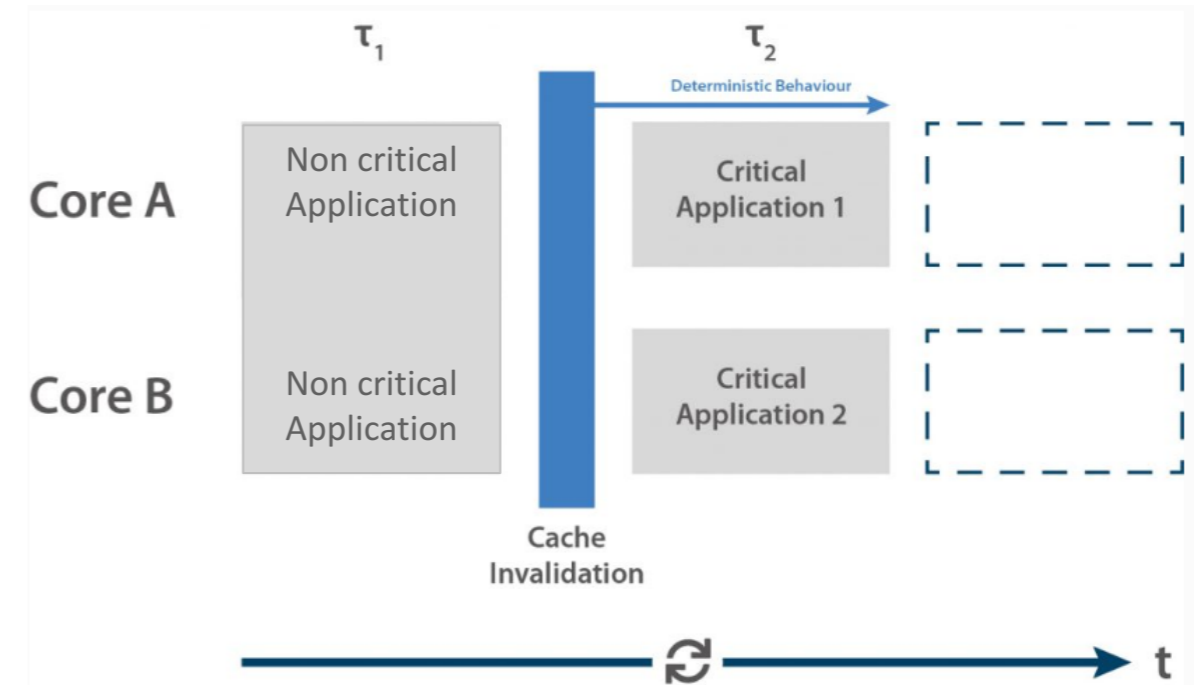 τ₁
τ₂
Deterministic Behaviour
Core A
Non critical
Application
Critical
Application 1
Core B
Non critical
Application
Critical
Application 2
Cache
Invalidation
t